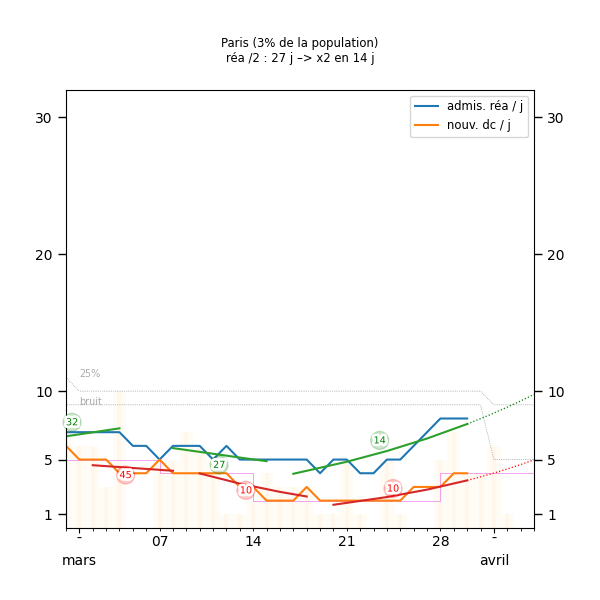 Paris (3% de la population)
réa /2 : 27 j –> x2 en 14 j
admis. réa / j
nouv. dc / j
30
30
20
20
25%
10
10
bruit
32
14
27
45
10
10
5
5
1
1
- 07 14 21 28 -
mars avril